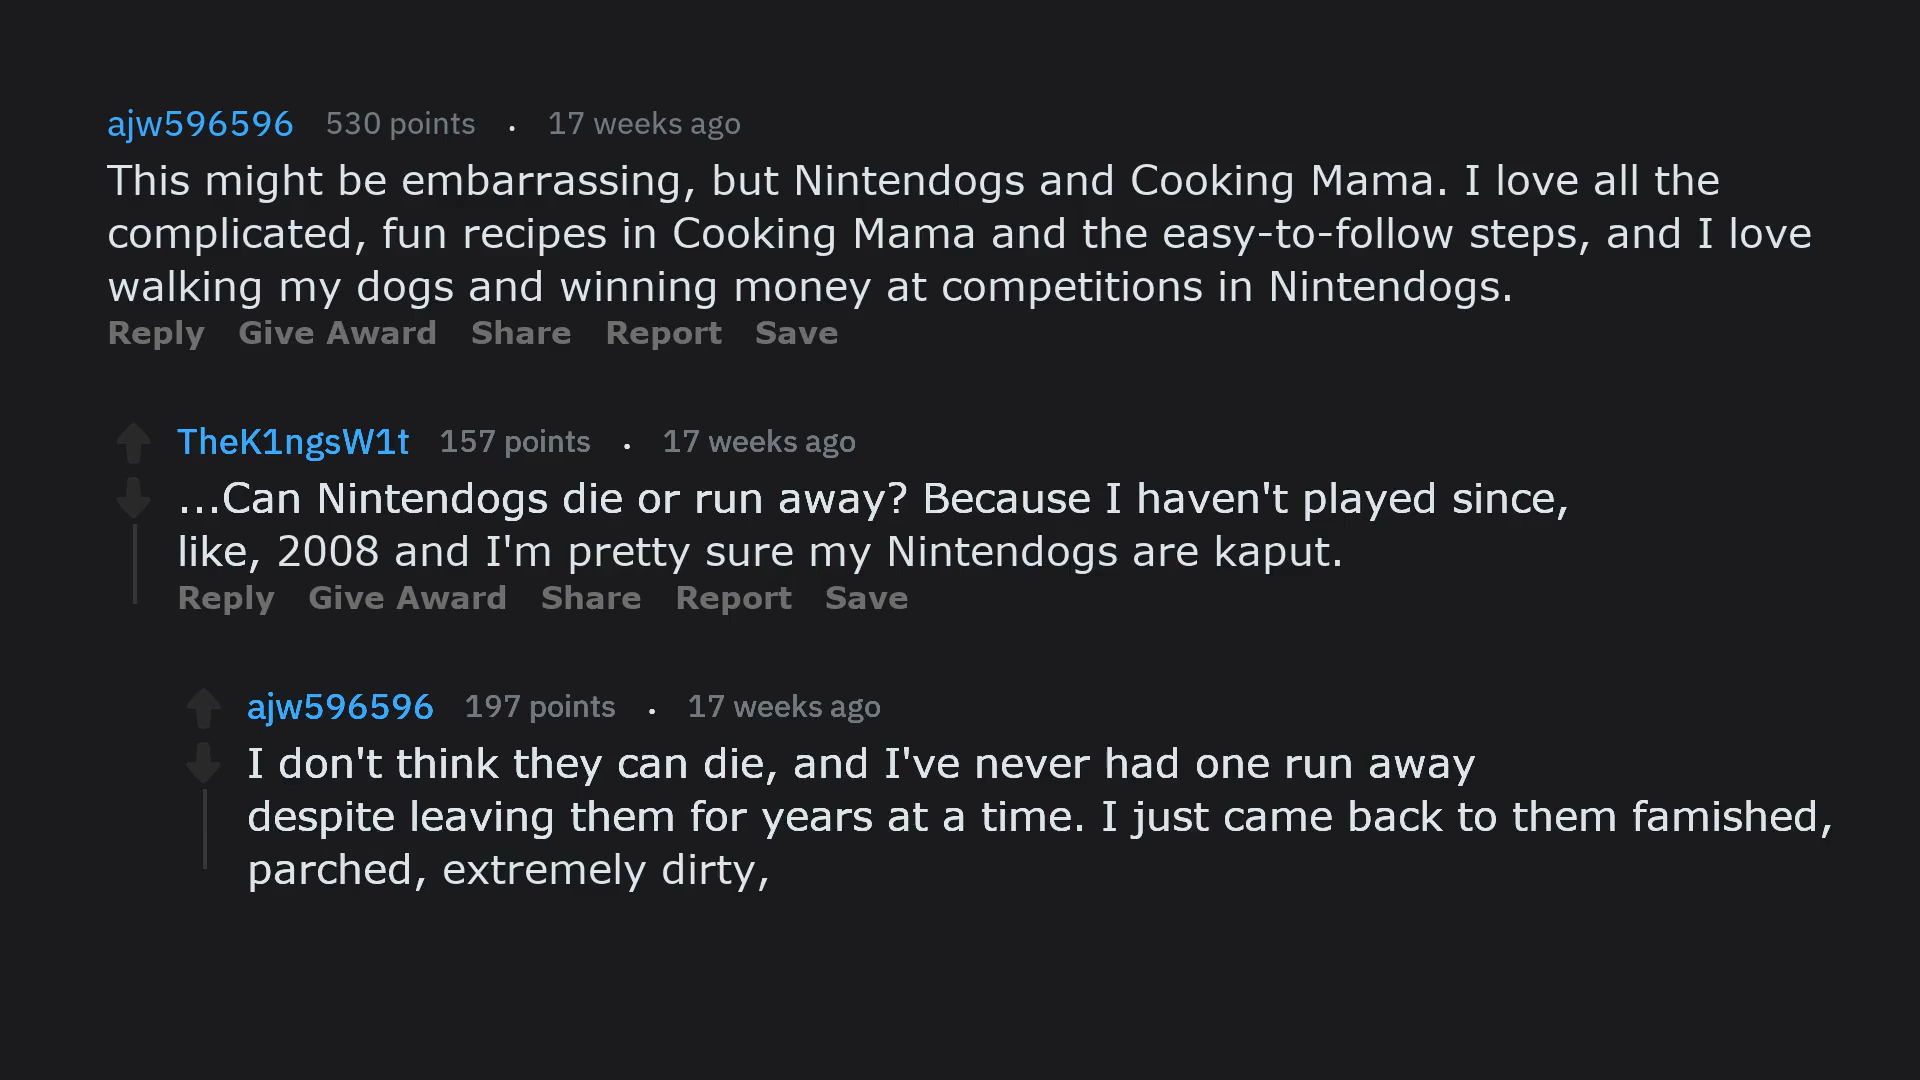 ajw596596 530 points . 17 weeks ago
This might be embarrassing, but Nintendogs and Cooking Mama. I love all the
complicated, fun recipes in Cooking Mama and the easy-to-follow steps, and I love
walking my dogs and winning money at competitions in Nintendogs.
Reply Give Award Share Report Save
TheK1ngsW1t 157 points . 17 weeks ago
...Can Nintendogs die or run away? Because I haven't played since,
like, 2008 and I'm pretty sure my Nintendogs are kaput.
Reply Give Award Share Report Save
ajw596596 197 points . 17 weeks ago
I don't think they can die, and I've never had one run away
despite leaving them for years at a time. I just came back to them famished,
parched, extremely dirty,